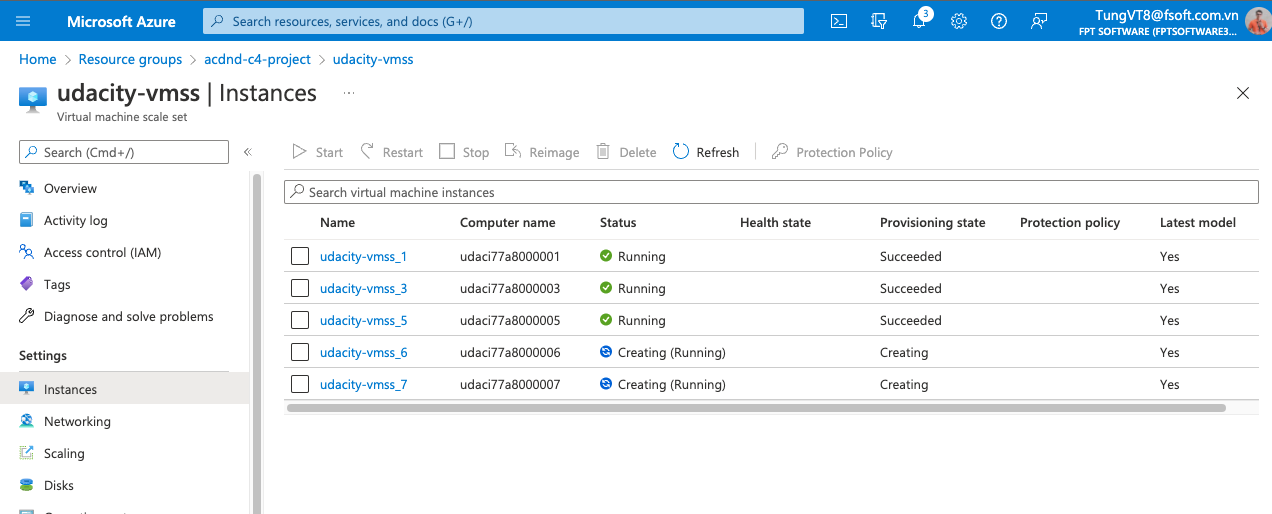 Microsoft Azure
Search resources, services, and docs (G+/)
3
TungVT8@fsoft.com.vn
FPT SOFTWARE (FPTSOFTWARE3...
Home > Resource groups > acdnd-c4-project > udacity-vmss
udacity-vmss | Instances ...
Virtual machine scale set
Search (Cmd+/)
«
Start Restart Stop Reimage Delete Refresh Protection Policy
Overview
Activity log
Access control (IAM)
Tags
Diagnose and solve problems
Settings
Instances
Networking
Scaling
Disks
Search virtual machine instances
Name Computer name Status Health state Provisioning state Protection policy Latest model
udacity-vmss_1 udaci77a8000001 Running Succeeded Yes
udacity-vmss_3 udaci77a8000003 Running Succeeded Yes
udacity-vmss_5 udaci77a8000005 Running Succeeded Yes
udacity-vmss_6 udaci77a8000006 Creating (Running) Creating Yes
udacity-vmss_7 udaci77a8000007 Creating (Running) Creating Yes